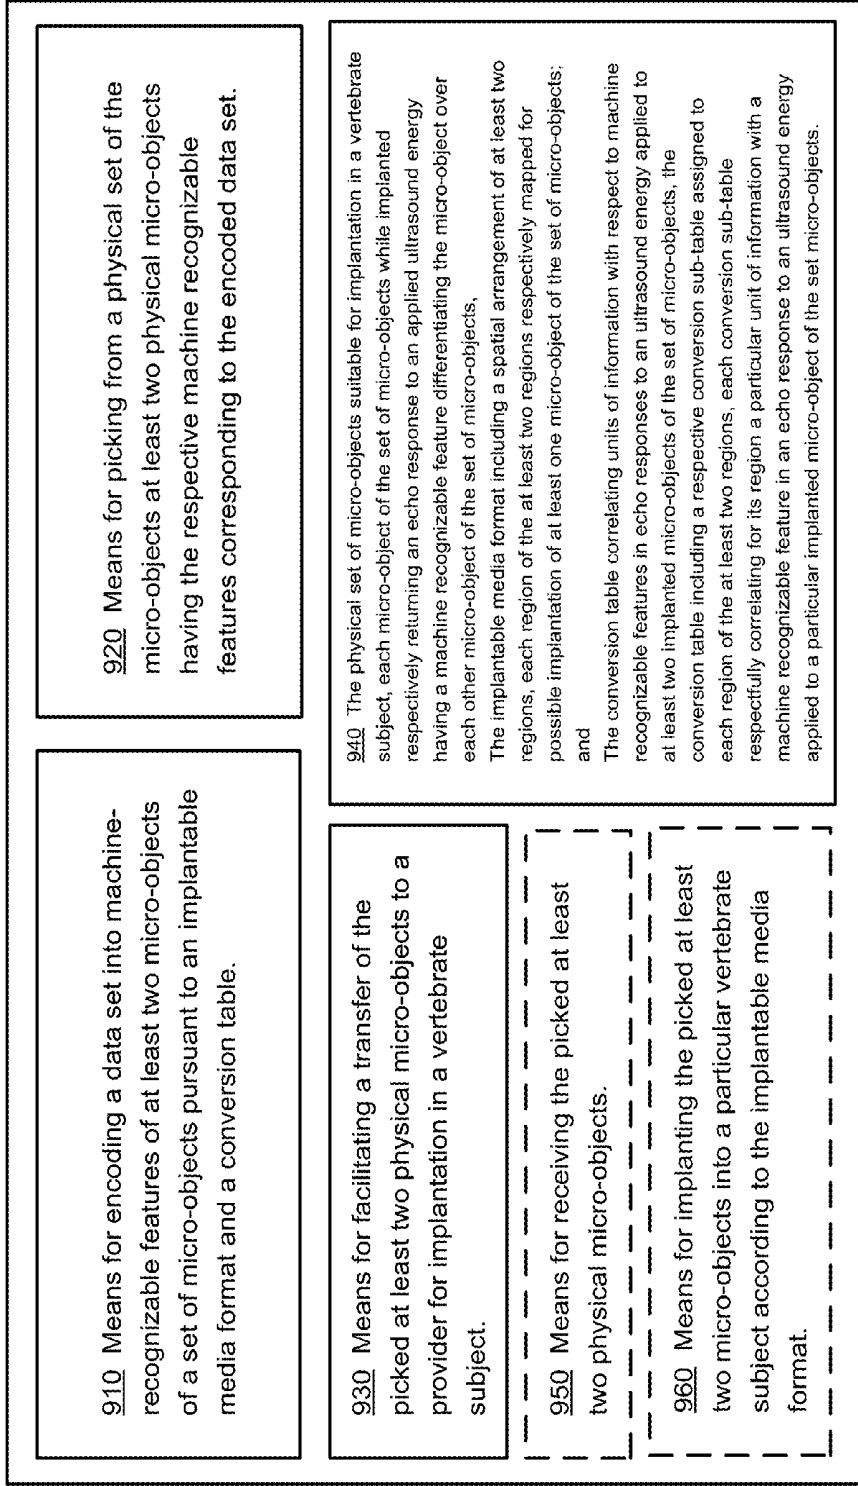 910 Means for encoding a data set into machine-
recognizable features of at least two micro-objects
of a set of micro-objects pursuant to an implantable
media format and a conversion table.
920 Means for picking from a physical set of the
micro-objects at least two physical micro-objects
having the respective machine recognizable
features corresponding to the encoded data set.
930 Means for facilitating a transfer of the
picked at least two physical micro-objects to a
provider for implantation in a vertebrate
subject.
940 The physical set of micro-objects suitable for implantation in a vertebrate
subject, each micro-object of the set of micro-objects while implanted
respectively returning an echo response to an applied ultrasound energy
having a machine recognizable feature differentiating the micro-object over
each other micro-object of the set of micro-objects,
The implantable media format including a spatial arrangement of at least two
regions, each region of the at least two regions respectively mapped for
possible implantation of at least one micro-object of the set of micro-objects;
and
The conversion table correlating units of information with respect to machine
recognizable features in echo responses to an ultrasound energy applied to
at least two implanted micro-objects of the set of micro-objects, the
conversion table including a respective conversion sub-table assigned to
each region of the at least two regions, each conversion sub-table
respectfully correlating for its region a particular unit of information with a
machine recognizable feature in an echo response to an ultrasound energy
applied to a particular implanted micro-object of the set micro-objects.
950 Means for receiving the picked at least
two physical micro-objects.
960 Means for implanting the picked at least
two micro-objects into a particular vertebrate
subject according to the implantable media
format.